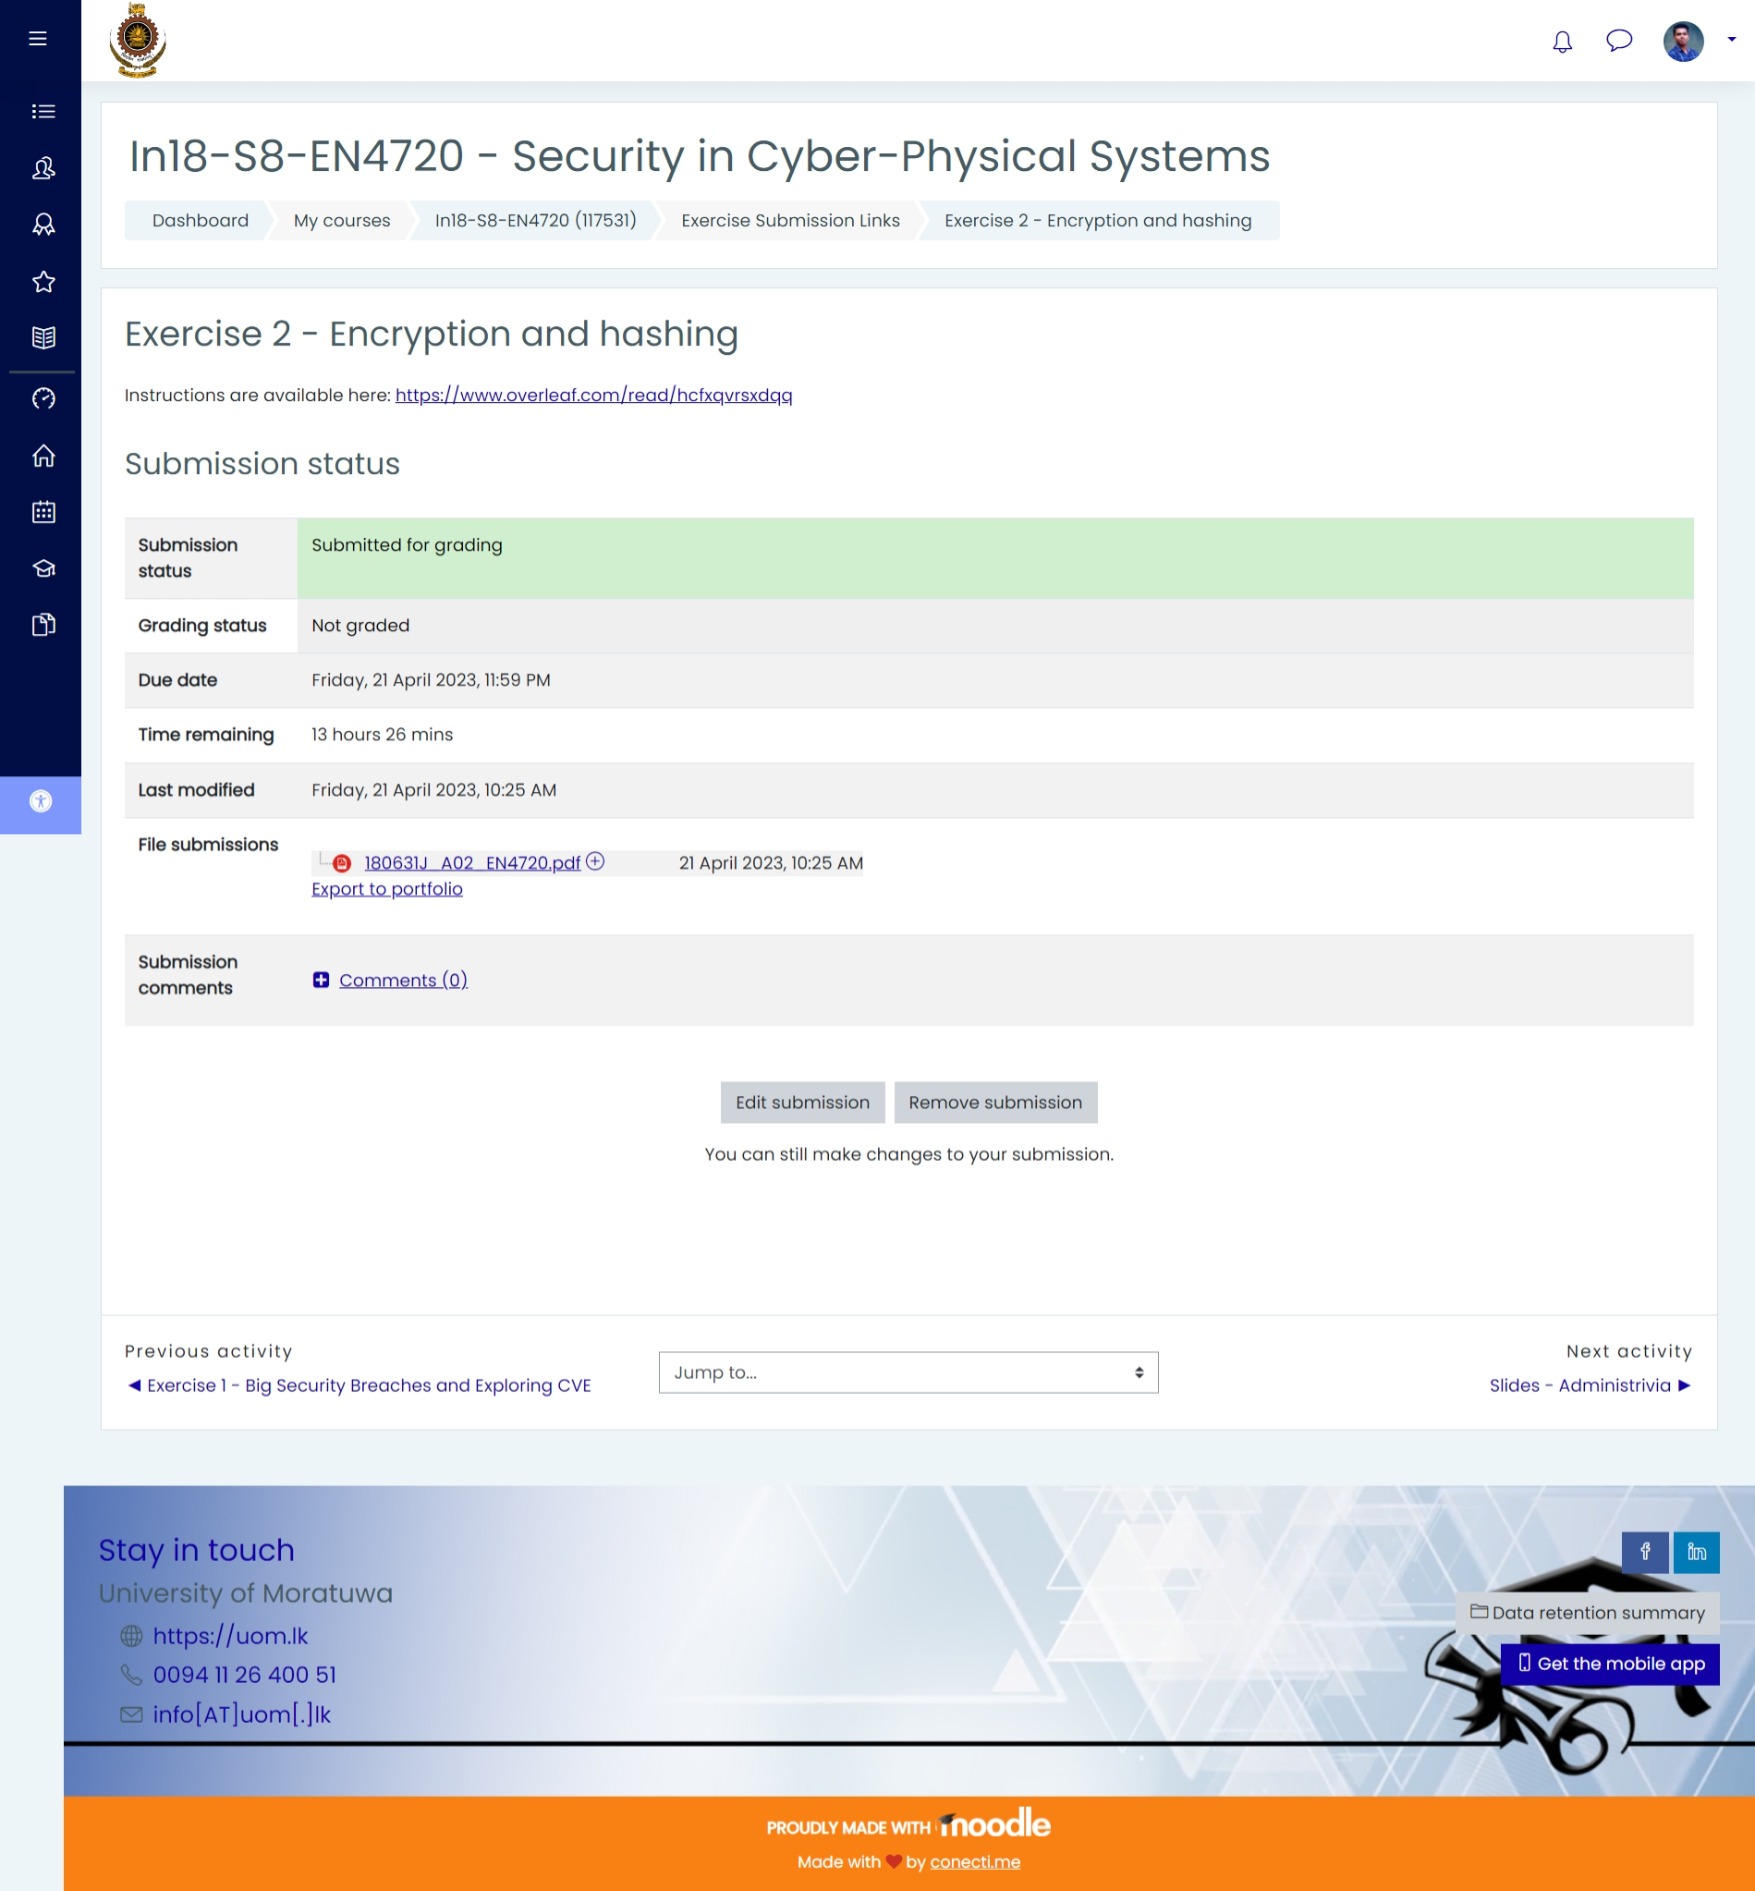 In18-S8-EN4720 - Security in Cyber-Physical Systems
Dashboard
My courses
In18-S8-EN4720 (117531)
Exercise Submission Links
Exercise 2 - Encryption and hashing
Exercise 2 - Encryption and hashing
Instructions are available here: https://www.overleaf.com/read/hcfxqvrsxdqq
Submission status
Submission status
Submitted for grading
Grading status
Not graded
Due date
Friday, 21 April 2023, 11:59 PM
Time remaining
13 hours 26 mins
Last modified
Friday, 21 April 2023, 10:25 AM
File submissions
180631J_A02_EN4720.pdf
21 April 2023, 10:25 AM
Export to portfolio
Submission comments
Comments (0)
Edit submission
Remove submission
You can still make changes to your submission.
Previous activity
◀ Exercise 1 - Big Security Breaches and Exploring CVE
Jump to...
Next activity
Slides - Administrivia ▶
Stay in touch
University of Moratuwa
https://uom.lk
0094 11 26 400 51
info[AT]uom[.]lk
f
in
Data retention summary
Get the mobile app
PROUDLY MADE WITH moodle
Made with ❤ by conecti.me